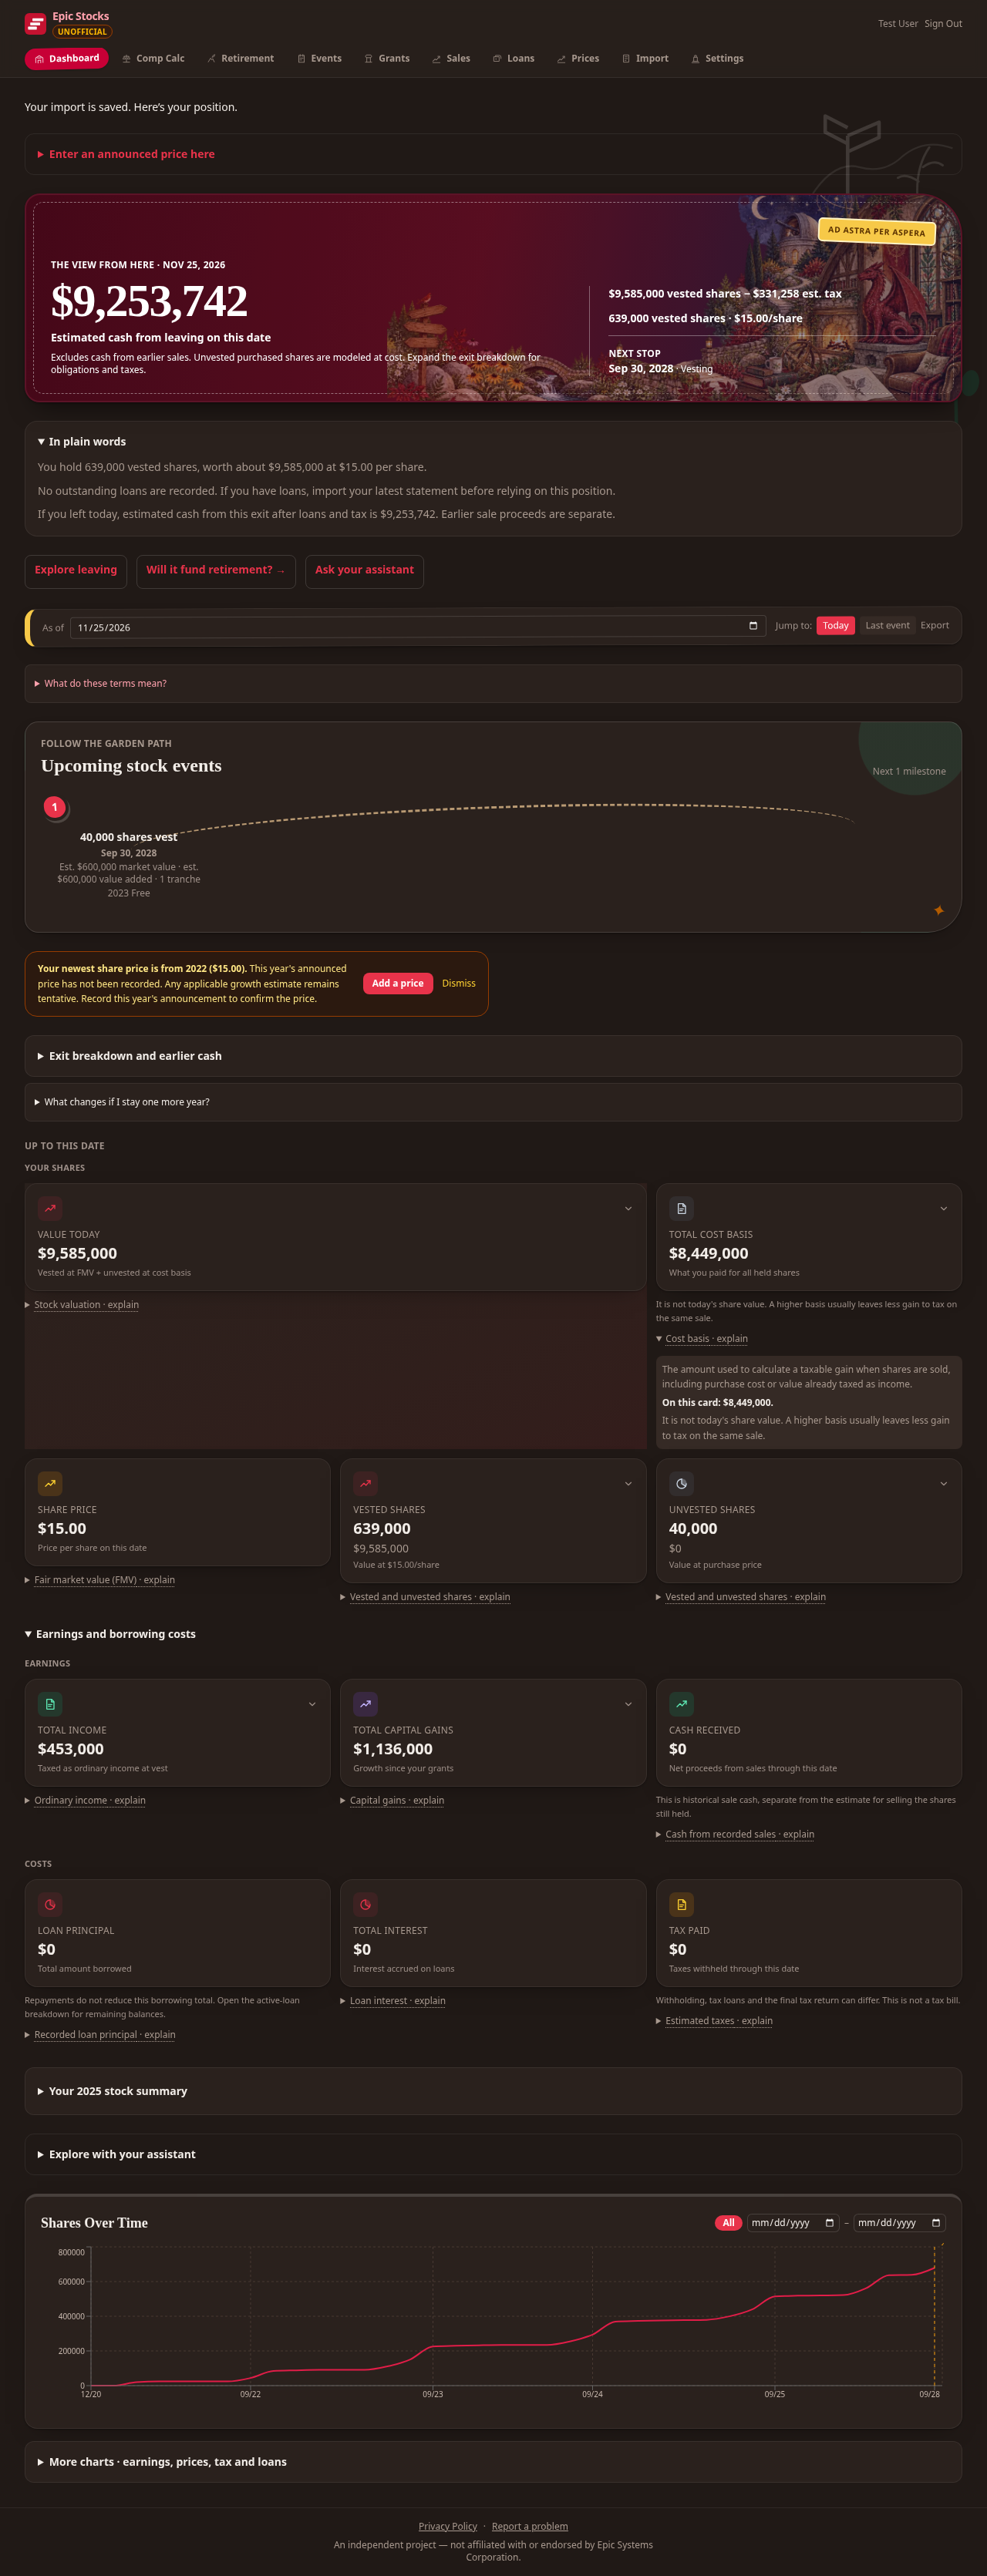 Epic Stocks
UNOFFICIAL
Test User Sign Out
Dashboard Comp Calc Retirement Events Grants Sales Loans Prices Import Settings
Your import is saved. Here's your position.
Enter an announced price here
AD ASTRA PER ASPERA
THE VIEW FROM HERE · NOV 25, 2026
$9,253,742
Estimated cash from leaving on this date
Excludes cash from earlier sales. Unvested purchased shares are modeled at cost. Expand the exit breakdown for
obligations and taxes.
$9,585,000 vested shares − $331,258 est. tax
639,000 vested shares · $15.00/share
NEXT STOP
Sep 30, 2028 · Vesting
In plain words
You hold 639,000 vested shares, worth about $9,585,000 at $15.00 per share.
No outstanding loans are recorded. If you have loans, import your latest statement before relying on this position.
If you left today, estimated cash from this exit after loans and tax is $9,253,742. Earlier sale proceeds are separate.
Explore leaving
Will it fund retirement? →
Ask your assistant
As of 11/25/2026 Jump to: Today Last event Export
What do these terms mean?
FOLLOW THE GARDEN PATH
Upcoming stock events
Next 1 milestone
1
40,000 shares vest
Sep 30, 2028
Est. $600,000 market value · est.
$600,000 value added · 1 tranche
2023 Free
Your newest share price is from 2022 ($15.00). This year's announced
price has not been recorded. Any applicable growth estimate remains
tentative. Record this year's announcement to confirm the price.
Add a price Dismiss
Exit breakdown and earlier cash
What changes if I stay one more year?
UP TO THIS DATE
YOUR SHARES
VALUE TODAY
$9,585,000
Vested at FMV + unvested at cost basis
Stock valuation · explain
TOTAL COST BASIS
$8,449,000
What you paid for all held shares
It is not today's share value. A higher basis usually leaves less gain to tax on
the same sale.
Cost basis · explain
The amount used to calculate a taxable gain when shares are sold,
including purchase cost or value already taxed as income.
On this card: $8,449,000.
It is not today's share value. A higher basis usually leaves less gain
to tax on the same sale.
SHARE PRICE
$15.00
Price per share on this date
Fair market value (FMV) · explain
VESTED SHARES
639,000
$9,585,000
Value at $15.00/share
Vested and unvested shares · explain
UNVESTED SHARES
40,000
$0
Value at purchase price
Vested and unvested shares · explain
Earnings and borrowing costs
EARNINGS
TOTAL INCOME
$453,000
Taxed as ordinary income at vest
Ordinary income · explain
TOTAL CAPITAL GAINS
$1,136,000
Growth since your grants
Capital gains · explain
CASH RECEIVED
$0
Net proceeds from sales through this date
This is historical sale cash, separate from the estimate for selling the shares
still held.
Cash from recorded sales · explain
COSTS
LOAN PRINCIPAL
$0
Total amount borrowed
Repayments do not reduce this borrowing total. Open the active-loan
breakdown for remaining balances.
Recorded loan principal · explain
TOTAL INTEREST
$0
Interest accrued on loans
Loan interest · explain
TAX PAID
$0
Taxes withheld through this date
Withholding, tax loans and the final tax return can differ. This is not a tax bill.
Estimated taxes · explain
Your 2025 stock summary
Explore with your assistant
Shares Over Time
All mm/dd/yyyy – mm/dd/yyyy
800000
600000
400000
200000
0
12/20 09/22 09/23 09/24 09/25 09/28
More charts · earnings, prices, tax and loans
Privacy Policy · Report a problem
An independent project — not affiliated with or endorsed by Epic Systems
Corporation.